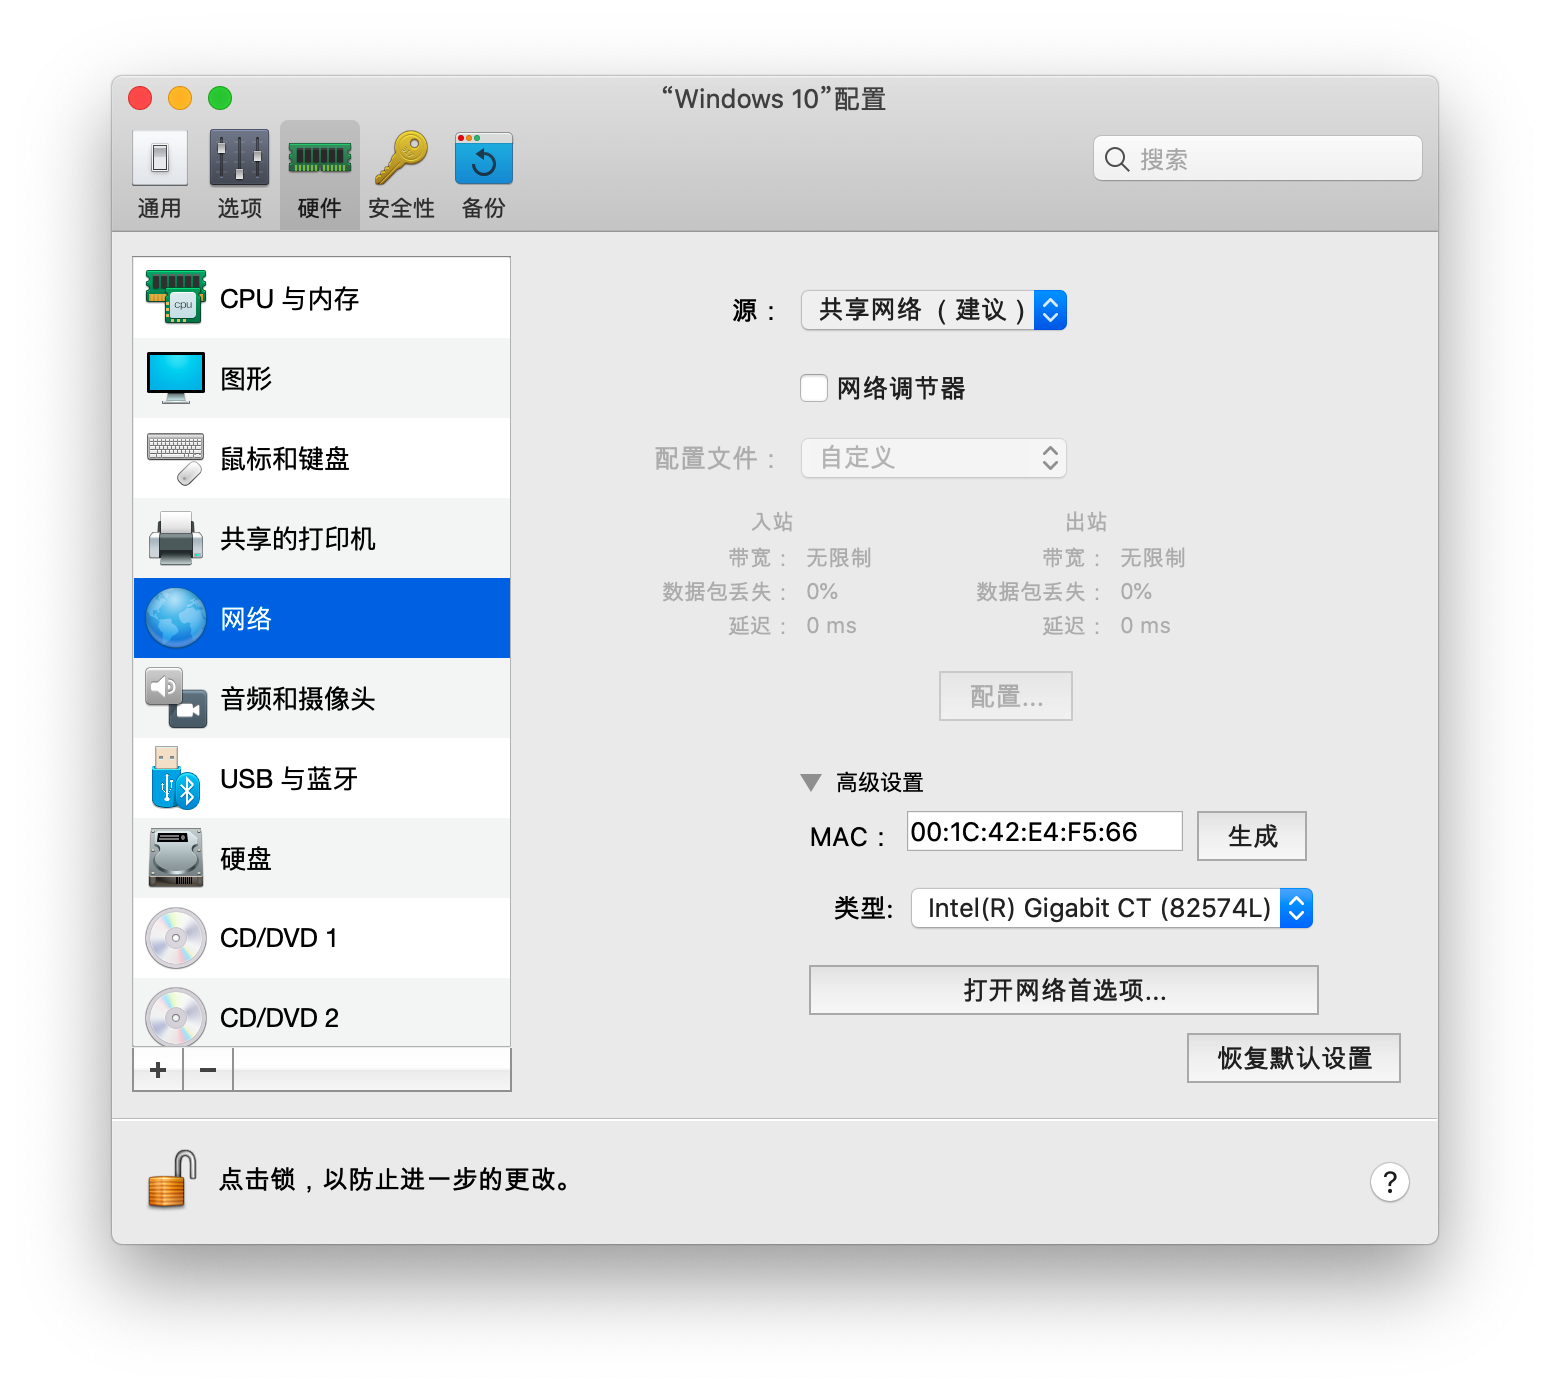 “Windows 10”配置
通用 选项 硬件 安全性 备份
搜索
CPU 与内存
cpu
图形
鼠标和键盘
共享的打印机
网络
音频和摄像头
USB 与蓝牙
硬盘
CD/DVD 1
CD/DVD 2
源：
共享网络（建议）
网络调节器
配置文件：
自定义
入站 出站
带宽： 无限制 带宽： 无限制
数据包丢失： 0% 数据包丢失： 0%
延迟： 0 ms 延迟： 0 ms
配置...
高级设置
MAC： 00:1C:42:E4:F5:66 生成
类型: Intel(R) Gigabit CT (82574L)
打开网络首选项...
恢复默认设置
+ −
点击锁，以防止进一步的更改。
?